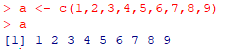 > a <- c(1,2,3,4,5,6,7,8,9)
> a
[1] 1 2 3 4 5 6 7 8 9